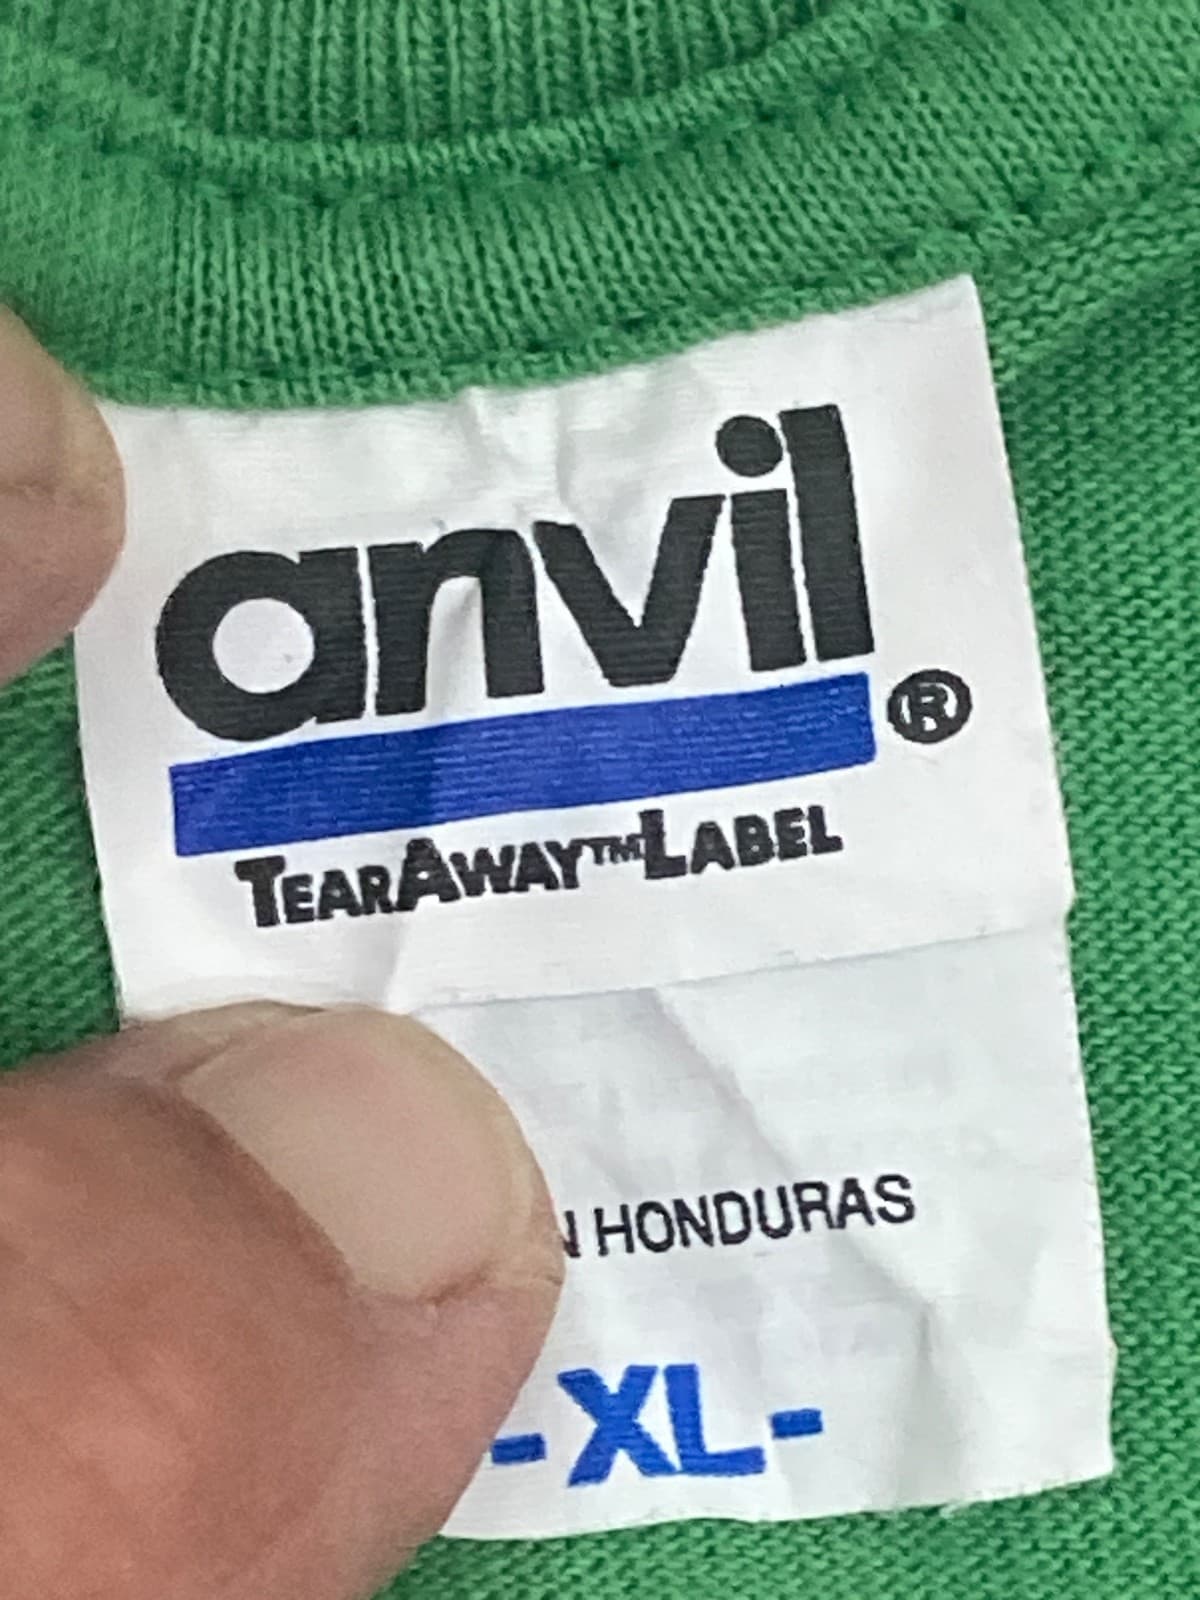 anvil®
TEARAWAY™LABEL
N HONDURAS
-XL-